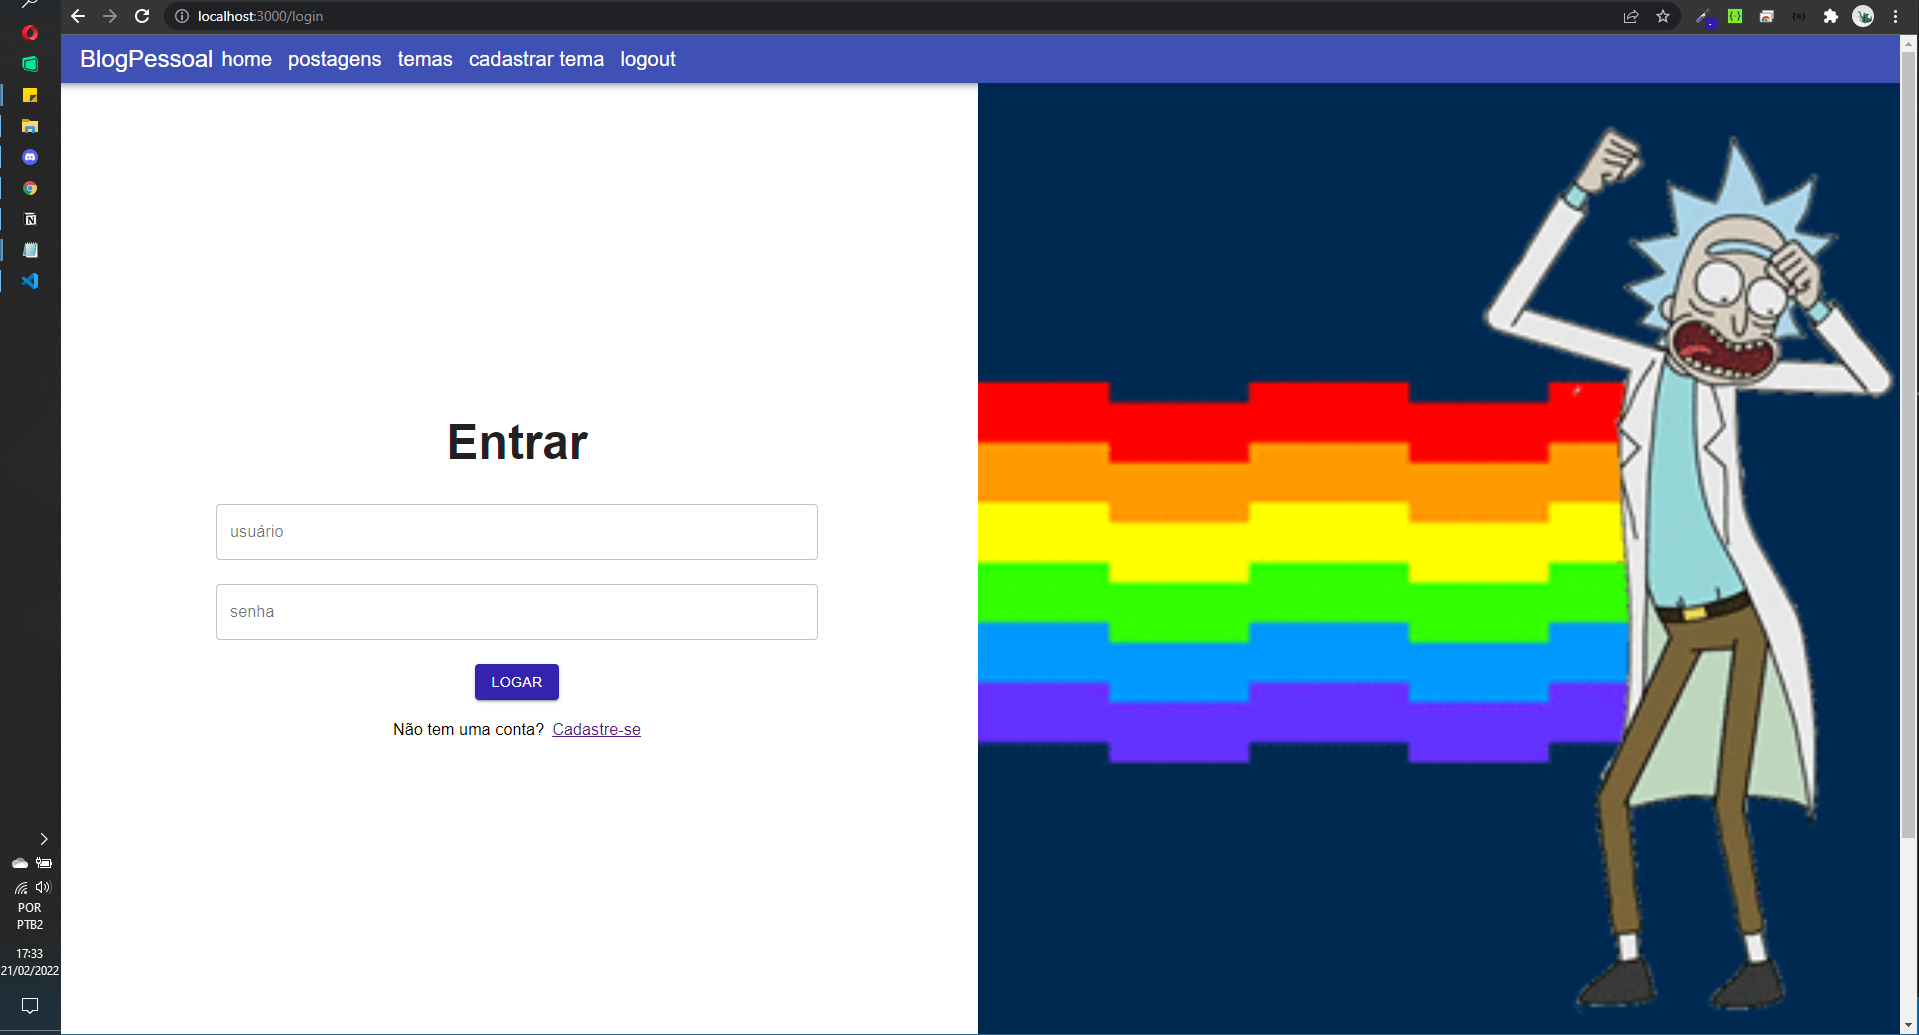 localhost:3000/login
BlogPessoal home postagens temas cadastrar tema logout
Entrar
usuário
senha
LOGAR
Não tem uma conta? Cadastre-se
POR
PTB2
17:33
21/02/2022